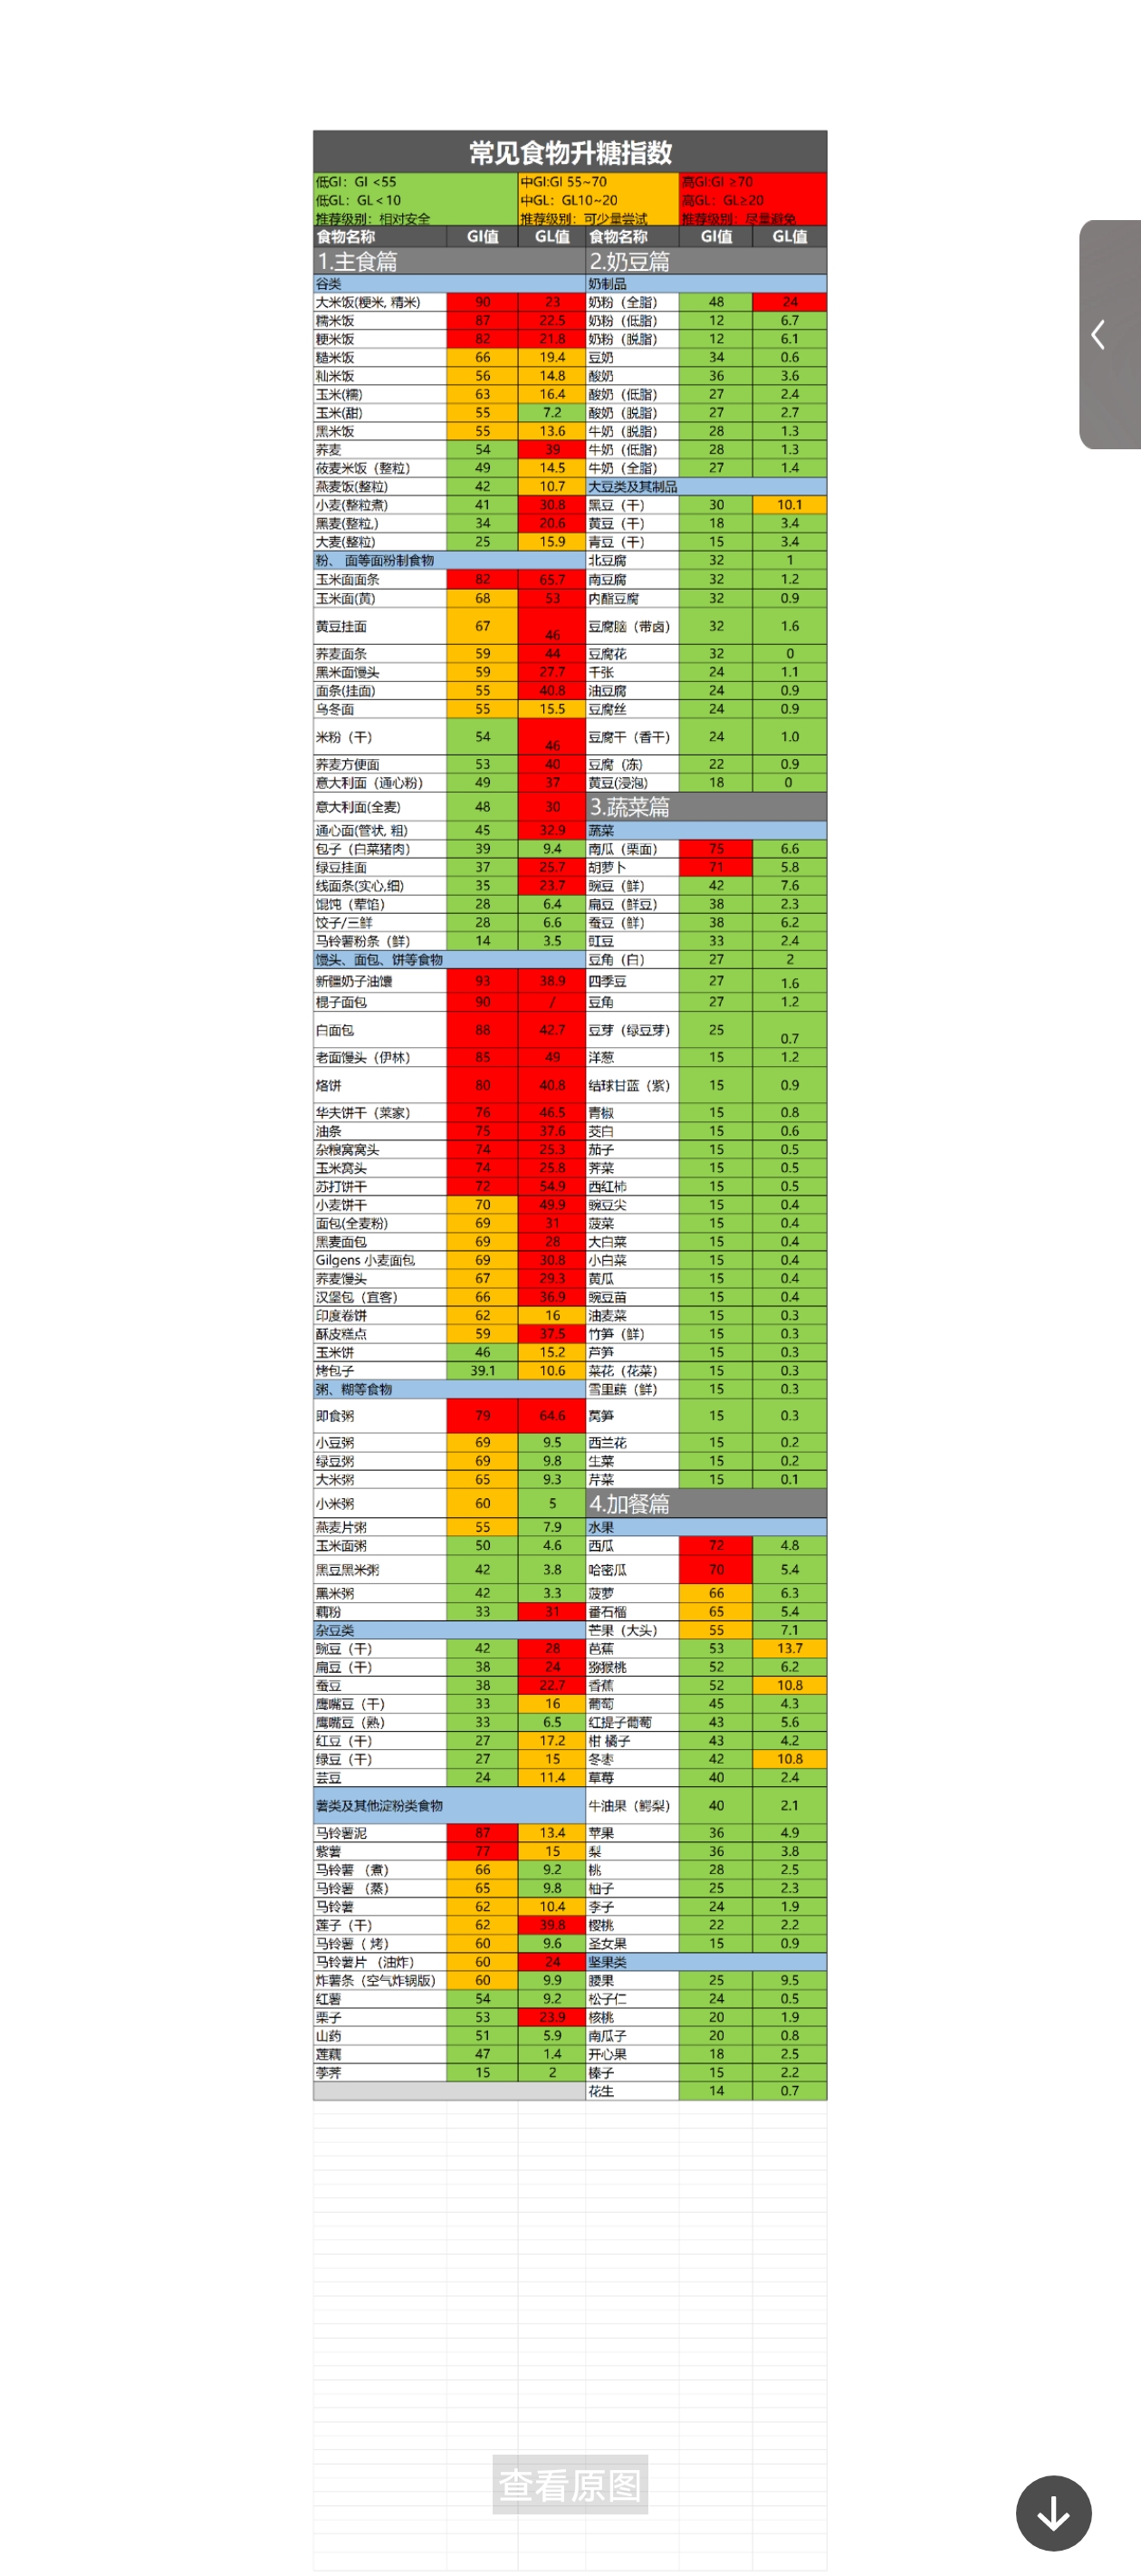 常见食物升糖指数
低GI：GI <55 中GI:GI 55~70 高GI:GI ≥70
低GL：GL＜10 中GL：GL10~20 高GL：GL≥20
推荐级别：相对安全 推荐级别：可少量尝试 推荐级别：尽量避免
食物名称 GI值 GL值 食物名称 GI值 GL值
1.主食篇 2.奶豆篇
谷类 奶制品
大米饭(粳米, 精米) 90 23 奶粉（全脂） 48 24
糯米饭 87 22.5 奶粉（低脂） 12 6.7
粳米饭 82 21.8 奶粉（脱脂） 12 6.1
糙米饭 66 19.4 豆奶 34 0.6
籼米饭 56 14.8 酸奶 36 3.6
玉米(糯) 63 16.4 酸奶（低脂） 27 2.4
玉米(甜) 55 7.2 酸奶（脱脂） 27 2.7
黑米饭 55 13.6 牛奶（脱脂） 28 1.3
荞麦 54 39 牛奶（低脂） 28 1.3
莜麦米饭（整粒） 49 14.5 牛奶（全脂） 27 1.4
燕麦饭(整粒) 42 10.7 大豆类及其制品
小麦(整粒煮) 41 30.8 黑豆（干） 30 10.1
黑麦(整粒,) 34 20.6 黄豆（干） 18 3.4
大麦(整粒) 25 15.9 青豆（干） 15 3.4
粉、 面等面粉制食物 北豆腐 32 1
玉米面面条 82 65.7 南豆腐 32 1.2
玉米面(黄) 68 53 内酯豆腐 32 0.9
黄豆挂面 67 46 豆腐脑（带卤） 32 1.6
荞麦面条 59 44 豆腐花 32 0
黑米面馒头 59 27.7 千张 24 1.1
面条(挂面) 55 40.8 油豆腐 24 0.9
乌冬面 55 15.5 豆腐丝 24 0.9
米粉（干） 54 46 豆腐干（香干） 24 1.0
荞麦方便面 53 40 豆腐（冻） 22 0.9
意大利面（通心粉） 49 37 黄豆(浸泡) 18 0
意大利面(全麦) 48 30 3.蔬菜篇
通心面(管状, 粗) 45 32.9 蔬菜
包子（白菜猪肉） 39 9.4 南瓜（栗面） 75 6.6
绿豆挂面 37 25.7 胡萝卜 71 5.8
线面条(实心,细) 35 23.7 豌豆（鲜） 42 7.6
馄饨（荤馅） 28 6.4 扁豆（鲜豆） 38 2.3
饺子/三鲜 28 6.6 蚕豆（鲜） 38 6.2
马铃薯粉条（鲜） 14 3.5 豇豆 33 2.4
馒头、面包、饼等食物 豆角（白） 27 2
新疆奶子油馕 93 38.9 四季豆 27 1.6
棍子面包 90 / 豆角 27 1.2
白面包 88 42.7 豆芽（绿豆芽） 25 0.7
老面馒头（伊林） 85 49 洋葱 15 1.2
烙饼 80 40.8 结球甘蓝（紫） 15 0.9
华夫饼干（莱家） 76 46.5 青椒 15 0.8
油条 75 37.6 茭白 15 0.6
杂粮窝窝头 74 25.3 茄子 15 0.5
玉米窝头 74 25.8 荠菜 15 0.5
苏打饼干 72 54.9 西红柿 15 0.5
小麦饼干 70 49.9 豌豆尖 15 0.4
面包(全麦粉) 69 31 菠菜 15 0.4
黑麦面包 69 28 大白菜 15 0.4
Gilgens 小麦面包 69 30.8 小白菜 15 0.4
荞麦馒头 67 29.3 黄瓜 15 0.4
汉堡包（宜客） 66 36.9 豌豆苗 15 0.4
印度卷饼 62 16 油麦菜 15 0.3
酥皮糕点 59 37.5 竹笋（鲜） 15 0.3
玉米饼 46 15.2 芦笋 15 0.3
烤包子 39.1 10.6 菜花（花菜） 15 0.3
粥、糊等食物 雪里蕻（鲜） 15 0.3
即食粥 79 64.6 莴笋 15 0.3
小豆粥 69 9.5 西兰花 15 0.2
绿豆粥 69 9.8 生菜 15 0.2
大米粥 65 9.3 芹菜 15 0.1
小米粥 60 5 4.加餐篇
燕麦片粥 55 7.9 水果
玉米面粥 50 4.6 西瓜 72 4.8
黑豆黑米粥 42 3.8 哈密瓜 70 5.4
黑米粥 42 3.3 菠萝 66 6.3
藕粉 33 31 番石榴 65 5.4
杂豆类 芒果（大头） 55 7.1
豌豆（干） 42 28 芭蕉 53 13.7
扁豆（干） 38 24 猕猴桃 52 6.2
蚕豆 38 22.7 香蕉 52 10.8
鹰嘴豆（干） 33 16 葡萄 45 4.3
鹰嘴豆（熟） 33 6.5 红提子葡萄 43 5.6
红豆（干） 27 17.2 柑 橘子 43 4.2
绿豆（干） 27 15 冬枣 42 10.8
芸豆 24 11.4 草莓 40 2.4
薯类及其他淀粉类食物 牛油果（鳄梨） 40 2.1
马铃薯泥 87 13.4 苹果 36 4.9
紫薯 77 15 梨 36 3.8
马铃薯 （煮） 66 9.2 桃 28 2.5
马铃薯 （蒸） 65 9.8 柚子 25 2.3
马铃薯 62 10.4 李子 24 1.9
莲子（干） 62 39.8 樱桃 22 2.2
马铃薯（ 烤） 60 9.6 圣女果 15 0.9
马铃薯片 （油炸） 60 24 坚果类
炸薯条（空气炸锅版） 60 9.9 腰果 25 9.5
红薯 54 9.2 松子仁 24 0.5
栗子 53 23.9 核桃 20 1.9
山药 51 5.9 南瓜子 20 0.8
莲藕 47 1.4 开心果 18 2.5
荸荠 15 2 榛子 15 2.2
花生 14 0.7
查看原图